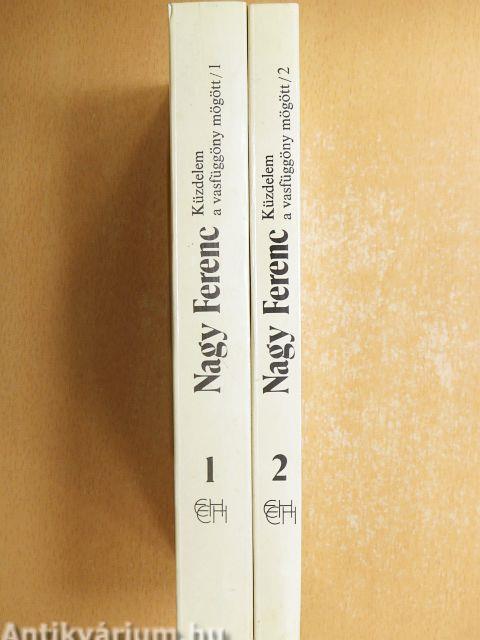 Nagy Ferenc
Küzdelem
a vasfüggöny mögött/1
1
Nagy Ferenc
Küzdelem
a vasfüggöny mögött/2
2
Antikvárium.hu